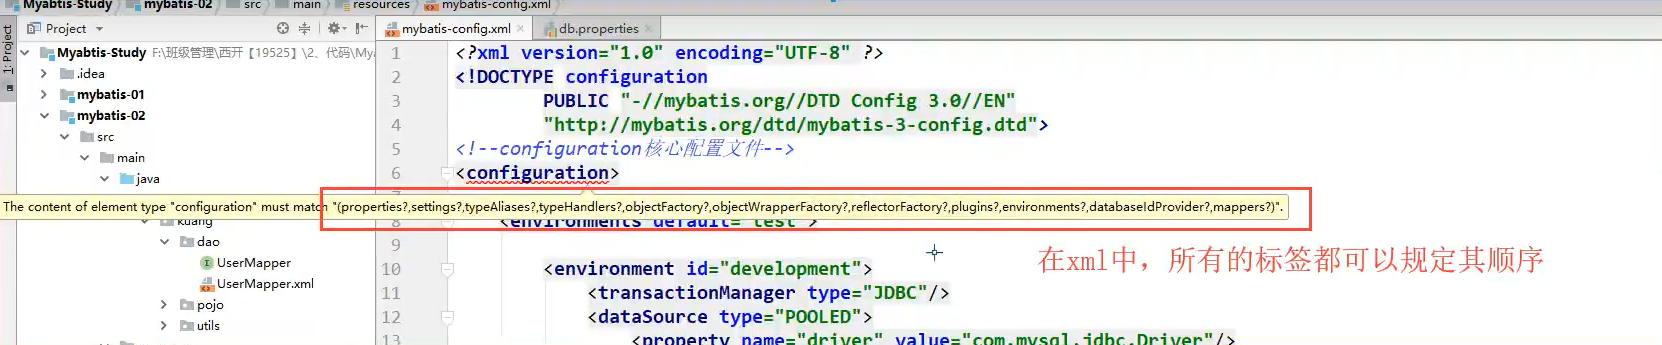 Myabtis-Study mybatis-02 src main resources mybatis-config.xml
Project
mybatis-config.xml
db.properties
1: Project
Myabtis-Study F:\班级管理\西开【19525】\2、代码\Mya
.idea
mybatis-01
mybatis-02
src
main
java
kuang
dao
UserMapper
UserMapper.xml
pojo
utils
1 <?xml version="1.0" encoding="UTF-8" ?>
2 <!DOCTYPE configuration
3 PUBLIC "-//mybatis.org//DTD Config 3.0//EN"
4 "http://mybatis.org/dtd/mybatis-3-config.dtd">
5 <!--configuration核心配置文件-->
6 <configuration>
The content of element type "configuration" must match "(properties?,settings?,typeAliases?,typeHandlers?,objectFactory?,objectWrapperFactory?,reflectorFactory?,plugins?,environments?,databaseIdProvider?,mappers?)".
8 <environments default="test">
9
在xml中，所有的标签都可以规定其顺序
10 <environment id="development">
11 <transactionManager type="JDBC"/>
12 <dataSource type="POOLED">
13 <property name="driver" value="com.mysql.jdbc.Driver"/>